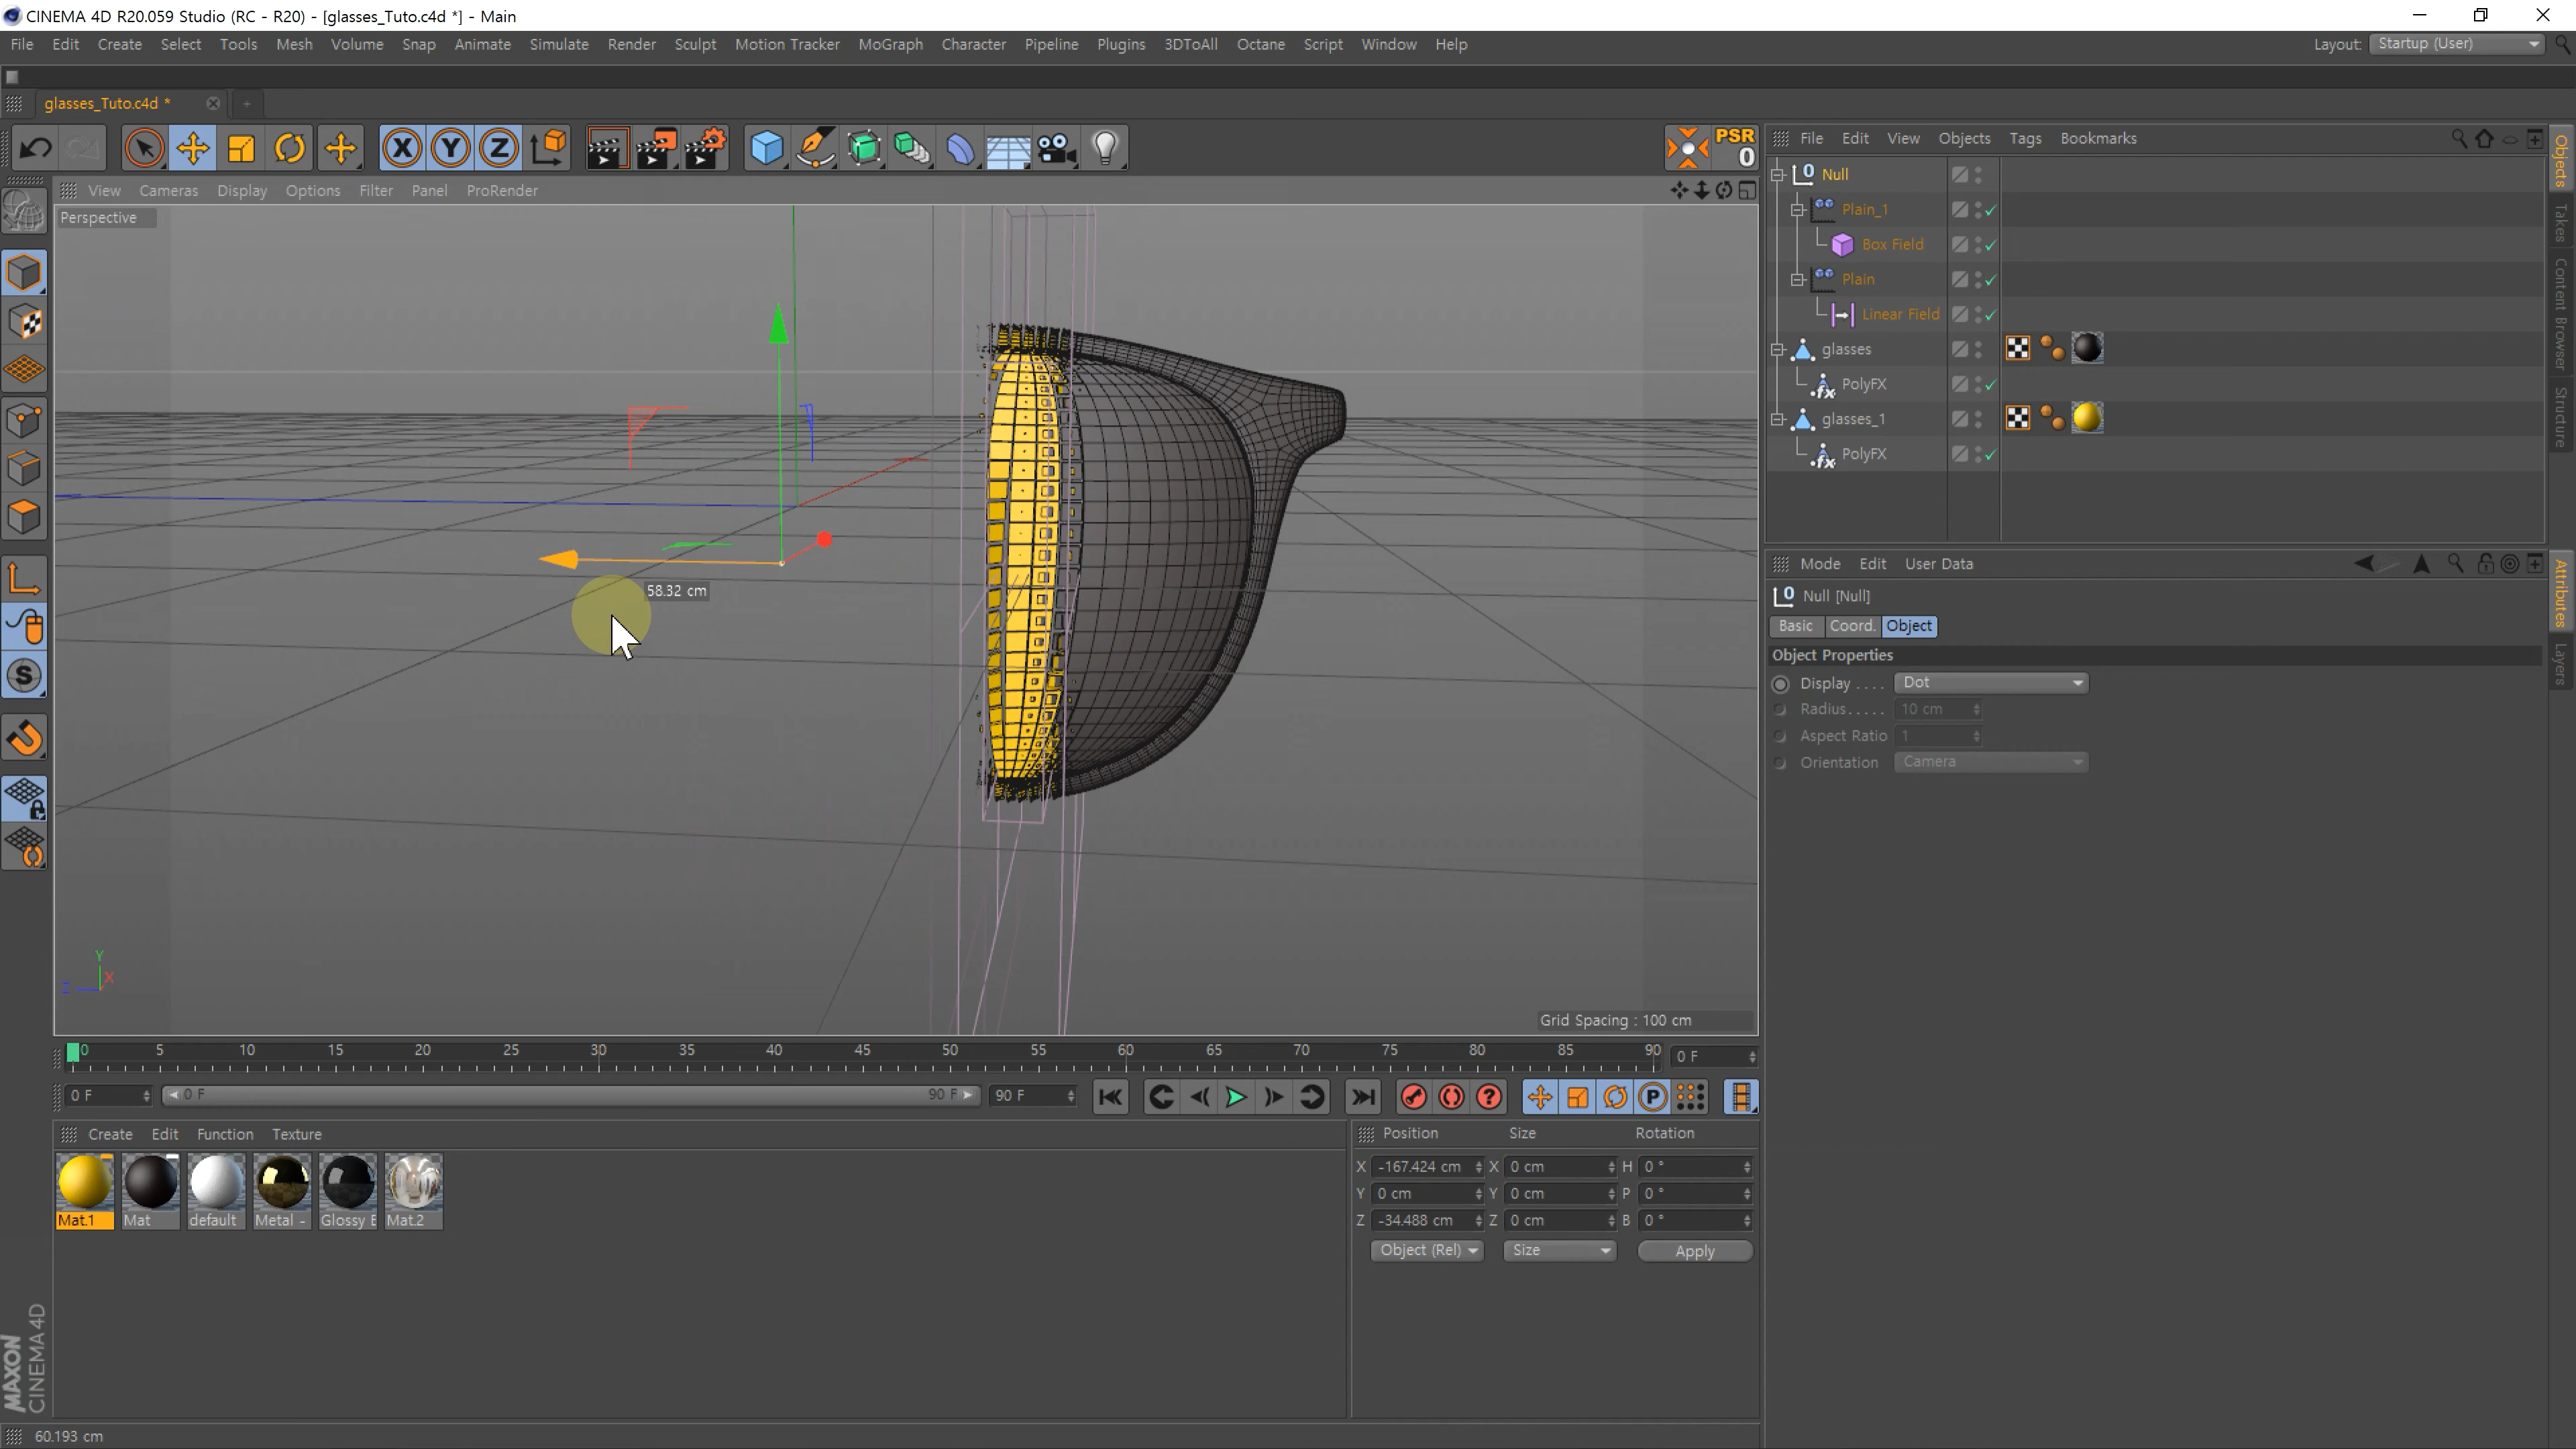 CINEMA 4D R20.059 Studio (RC - R20) - [glasses_Tuto.c4d *] - Main
File Edit Create Select Tools Mesh Volume Snap Animate Simulate Render Sculpt Motion Tracker MoGraph Character Pipeline Plugins 3DToAll Octane Script Window Help Layout: Startup (User)
glasses_Tuto.c4d *
X Y Z PSR 0
File Edit View Objects Tags Bookmarks
View Cameras Display Options Filter Panel ProRender
Perspective
Null
Plain_1
Box Field
Plain
Linear Field
glasses
PolyFX
glasses_1
PolyFX
Objects
Takes
Content Browser
Structure
58.32 cm
Mode Edit User Data
Null [Null]
Basic Coord. Object
Object Properties
Display . . . . Dot
Radius. . . . . 10 cm
Aspect Ratio 1
Orientation Camera
Attributes
Layers
Y
X
Z
Grid Spacing : 100 cm
0 5 10 15 20 25 30 35 40 45 50 55 60 65 70 75 80 85 90 0 F
0 F 0 F 90 F 90 F
Create Edit Function Texture
Mat.1 Mat default Metal - Glossy E Mat.2
Position Size Rotation
X -167.424 cm X 0 cm H 0 °
Y 0 cm Y 0 cm P 0 °
Z -34.488 cm Z 0 cm B 0 °
Object (Rel) Size Apply
MAXON
CINEMA 4D
60.193 cm